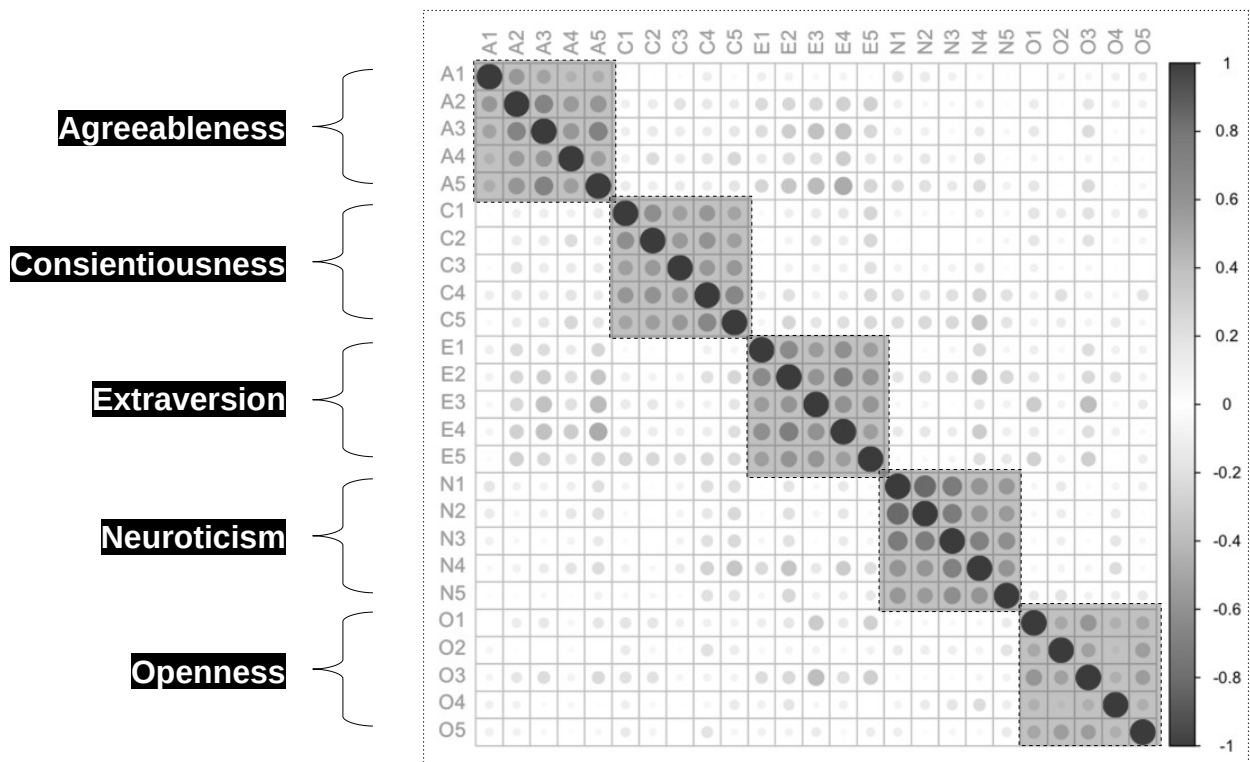 A1 A2 A3 A4 A5 C1 C2 C3 C4 C5 E1 E2 E3 E4 E5 N1 N2 N3 N4 N5 O1 O2 O3 O4 O5
A1
A2
A3
A4
A5
C1
C2
C3
C4
C5
E1
E2
E3
E4
E5
N1
N2
N3
N4
N5
O1
O2
O3
O4
O5
Agreeableness
Consientiousness
Extraversion
Neuroticism
Openness
1
0.8
0.6
0.4
0.2
0
-0.2
-0.4
-0.6
-0.8
-1